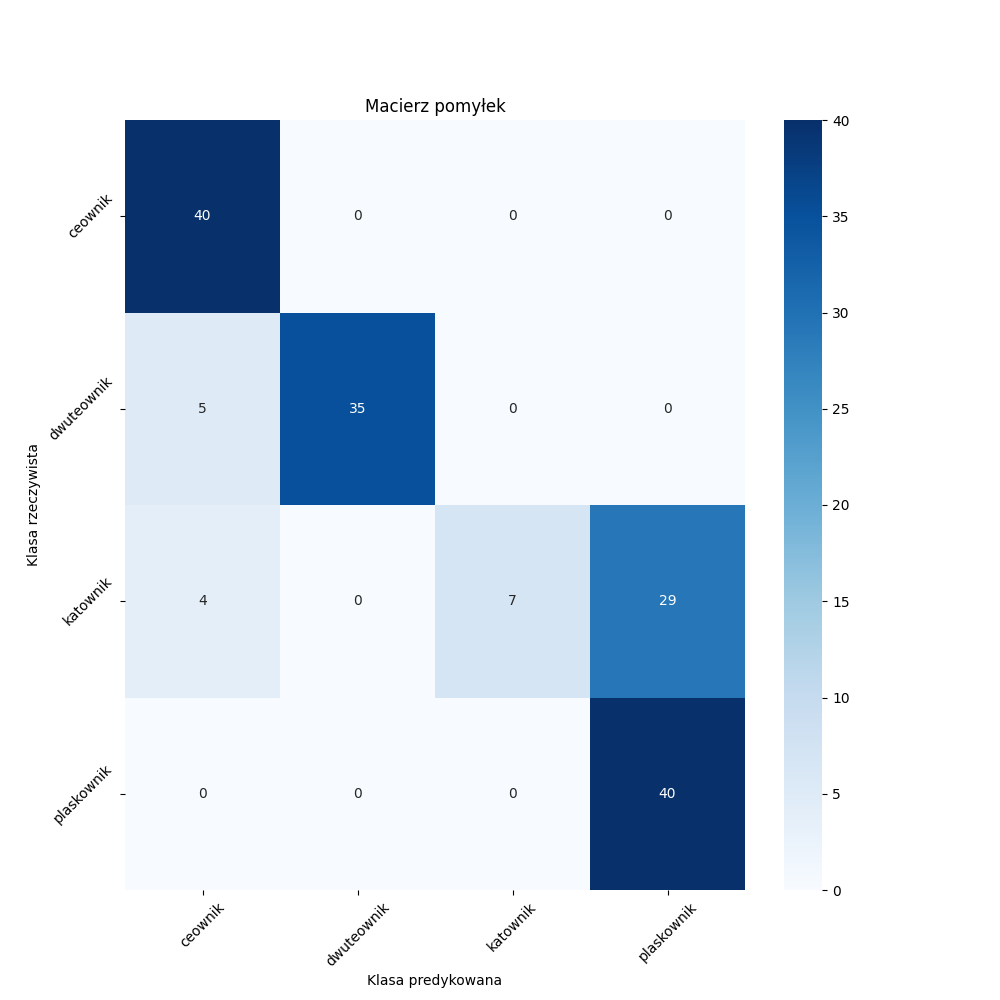 Macierz pomyłek
Klasa rzeczywista
ceownik
40 0 0 0
dwuteownik
5 35 0 0
katownik
4 0 7 29
plaskownik
0 0 0 40
ceownik dwuteownik katownik plaskownik
Klasa predykowana
40
35
30
25
20
15
10
5
0